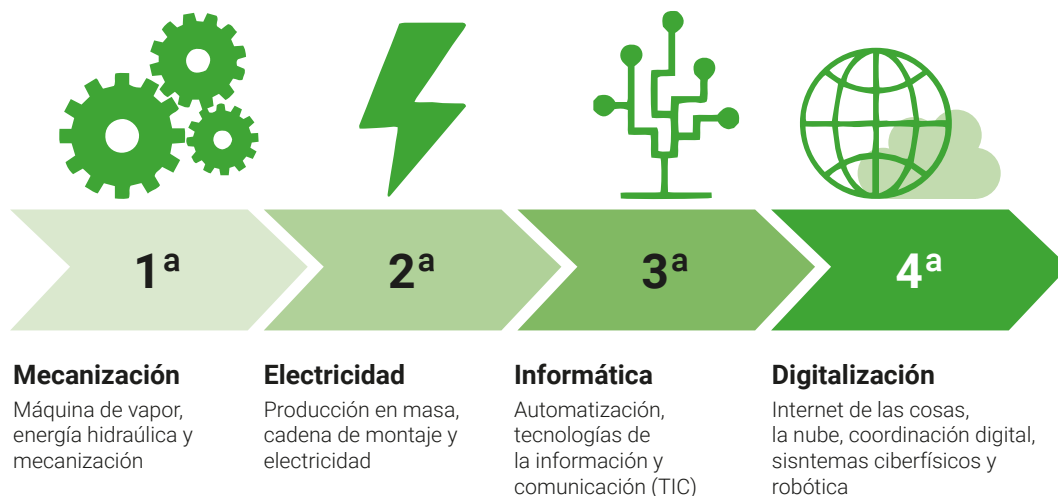 1ª
2ª
3ª
4ª
Mecanización
Máquina de vapor,
energía hidraúlica y
mecanización
Electricidad
Producción en masa,
cadena de montaje y
electricidad
Informática
Automatización,
tecnologías de
la información y
comunicación (TIC)
Digitalización
Internet de las cosas,
la nube, coordinación digital,
sisntemas ciberfísicos y
robótica